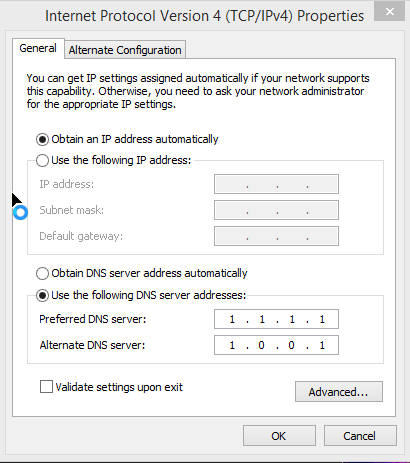 Internet Protocol Version 4 (TCP/IPv4) Properties
General
Alternate Configuration
You can get IP settings assigned automatically if your network supports
this capability. Otherwise, you need to ask your network administrator
for the appropriate IP settings.
Obtain an IP address automatically
Use the following IP address:
IP address:
Subnet mask:
Default gateway:
Obtain DNS server address automatically
Use the following DNS server addresses:
Preferred DNS server: 1 . 1 . 1 . 1
Alternate DNS server: 1 . 0 . 0 . 1
Validate settings upon exit
Advanced...
OK Cancel